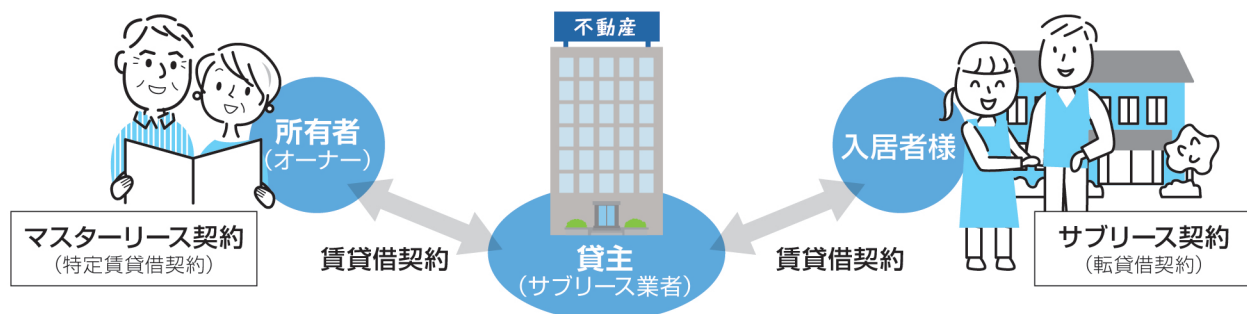 不動産
所有者
(オーナー)
入居者様
マスターリース契約
(特定賃貸借契約)
賃貸借契約
貸主
(サブリース業者)
賃貸借契約
サブリース契約
(転貸借契約)